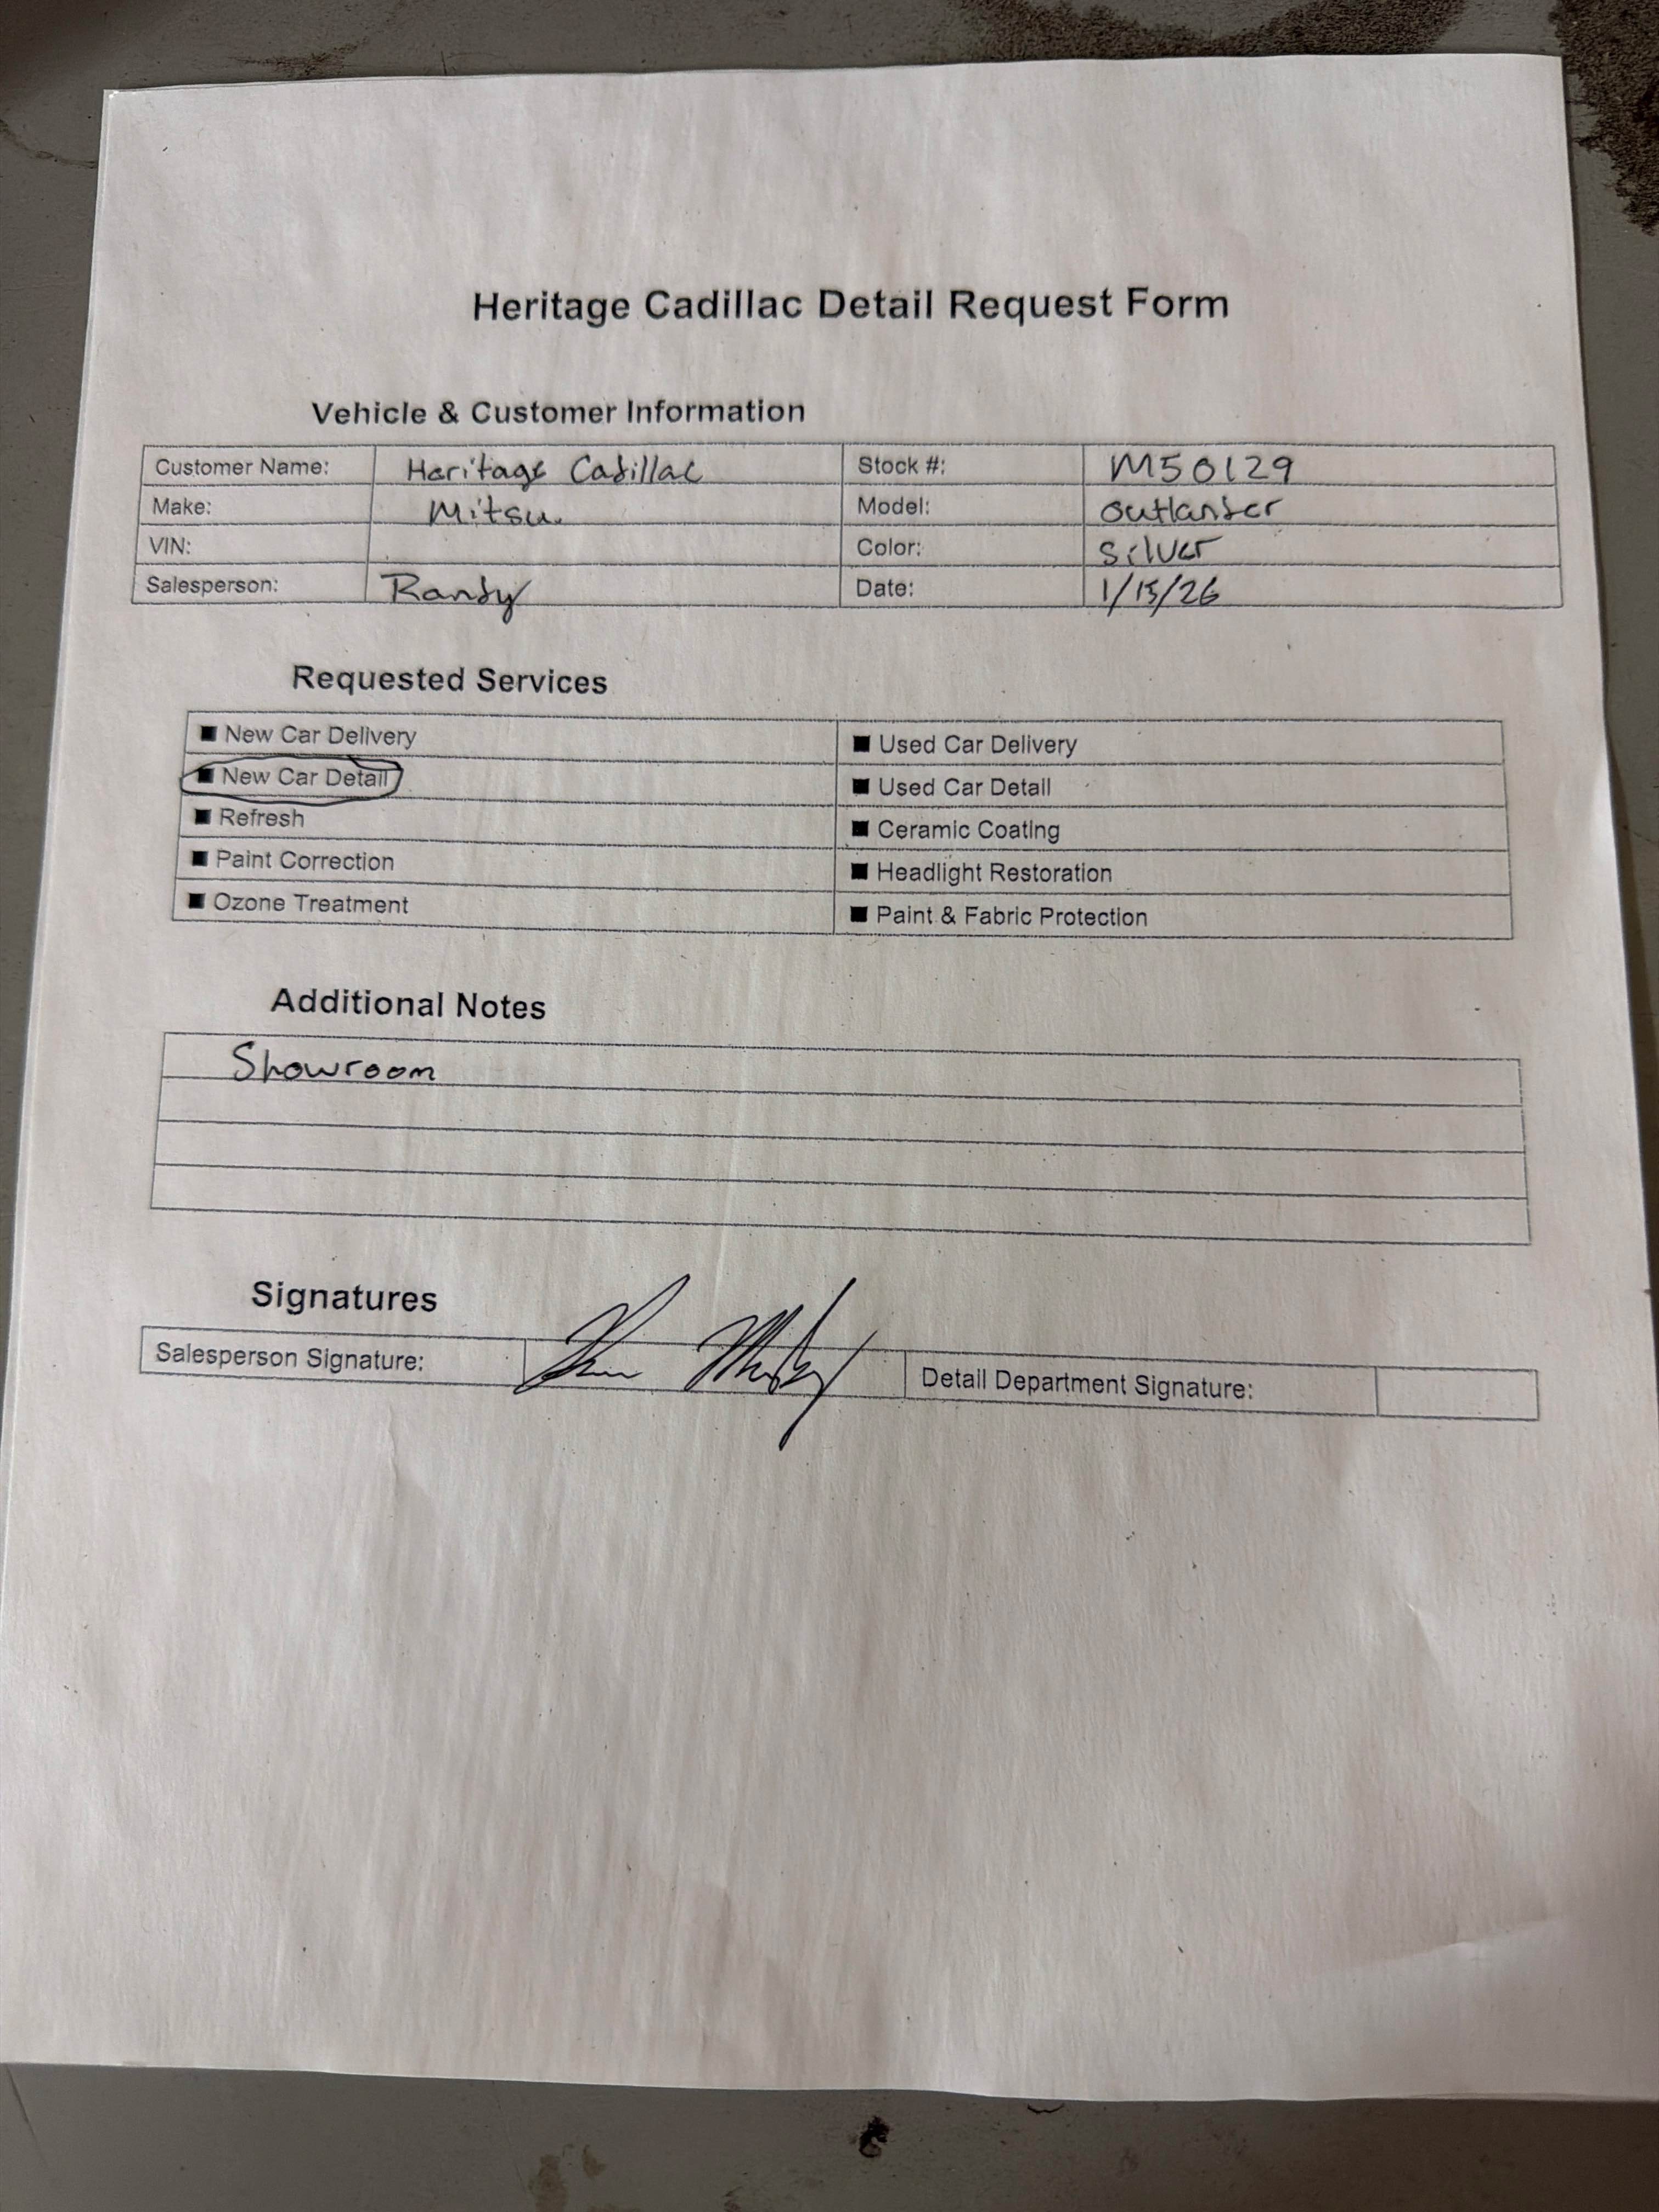 Heritage Cadillac Detail Request Form
Vehicle & Customer Information
Customer Name: Heritage Cadillac Stock #: M50129
Make: Mitsu. Model: Outlander
VIN: Color: Silver
Salesperson: Randy Date: 1/15/26
Requested Services
■ New Car Delivery ■ Used Car Delivery
■ New Car Detail ■ Used Car Detail
■ Refresh ■ Ceramic Coating
■ Paint Correction ■ Headlight Restoration
■ Ozone Treatment ■ Paint & Fabric Protection
Additional Notes
Showroom
Signatures
Salesperson Signature: Detail Department Signature: